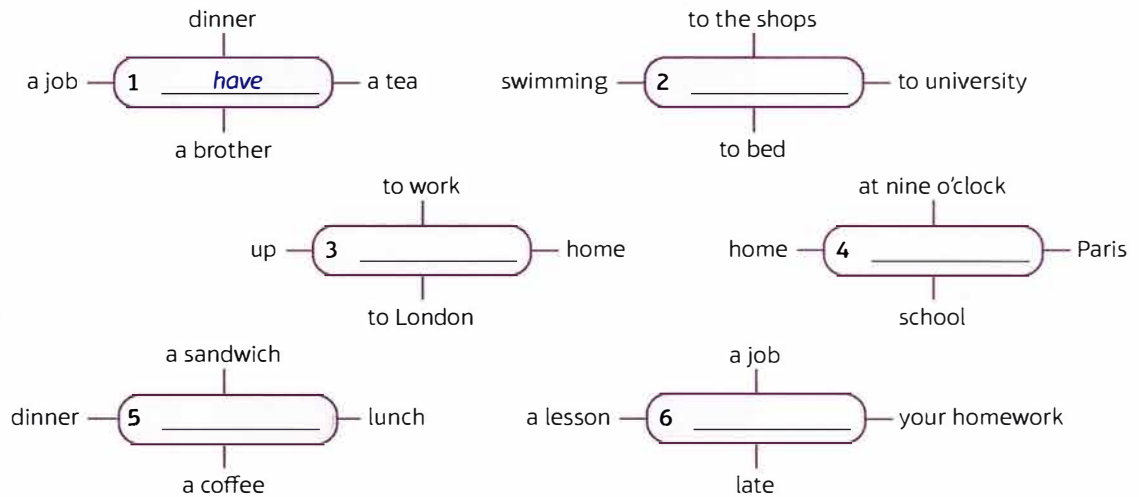 dinner
a job 1 have a tea
a brother
to the shops
swimming 2 to university
to bed
to work
up 3 home
to London
at nine o'clock
home 4 Paris
school
a sandwich
dinner 5 lunch
a coffee
a job
a lesson 6 your homework
late